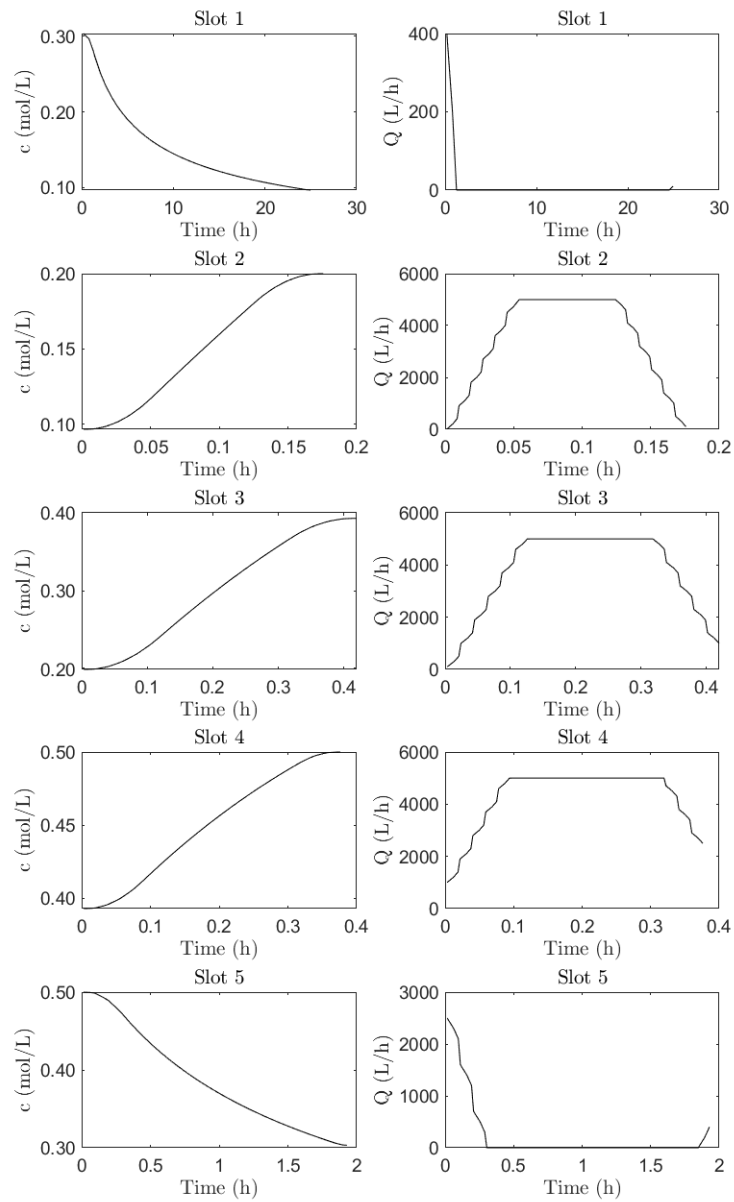 Slot 1 Slot 1
0.30
0.20
0.10
c (mol/L)
0 10 20 30
Time (h)
400
200
0
Q (L/h)
0 10 20 30
Time (h)
Slot 2 Slot 2
0.20
0.15
0.10
c (mol/L)
0 0.05 0.1 0.15 0.2
Time (h)
6000
4000
2000
0
Q (L/h)
0 0.05 0.1 0.15 0.2
Time (h)
Slot 3 Slot 3
0.40
0.30
0.20
c (mol/L)
0 0.1 0.2 0.3 0.4
Time (h)
6000
4000
2000
0
Q (L/h)
0 0.1 0.2 0.3 0.4
Time (h)
Slot 4 Slot 4
0.50
0.45
0.40
c (mol/L)
0 0.1 0.2 0.3 0.4
Time (h)
6000
4000
2000
0
Q (L/h)
0 0.1 0.2 0.3 0.4
Time (h)
Slot 5 Slot 5
0.50
0.40
0.30
c (mol/L)
0 0.5 1 1.5 2
Time (h)
3000
2000
1000
0
Q (L/h)
0 0.5 1 1.5 2
Time (h)